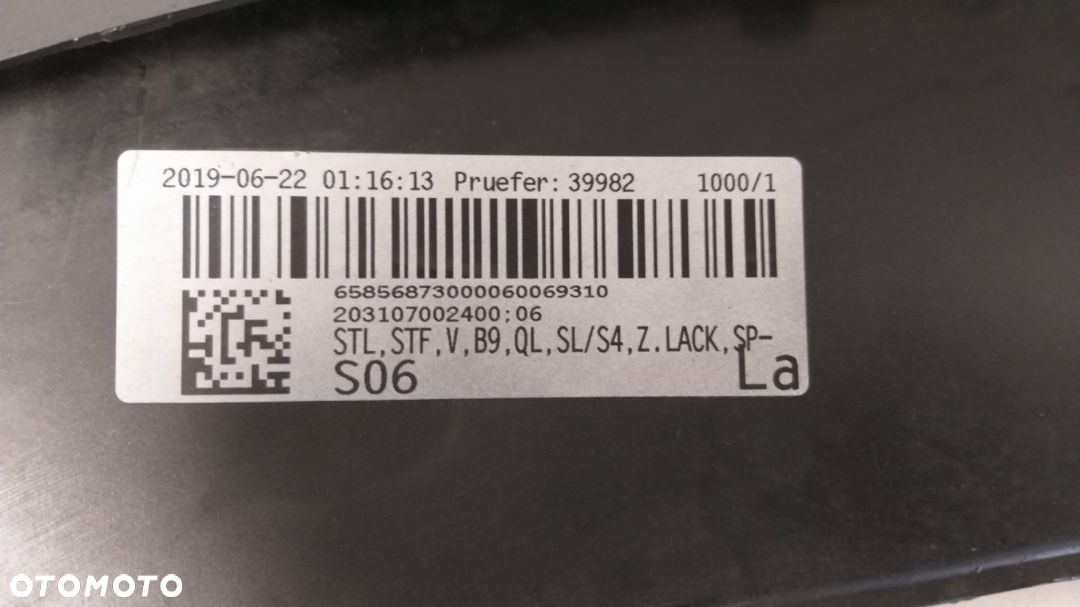 2019-06-22 01:16:13 Pruefer: 39982 1000/1
65856873000060069310
203107002400;06
STL,STF,V,B9,QL,SL/S4,Z.LACK,SP-
S06 La
OTOMOTO